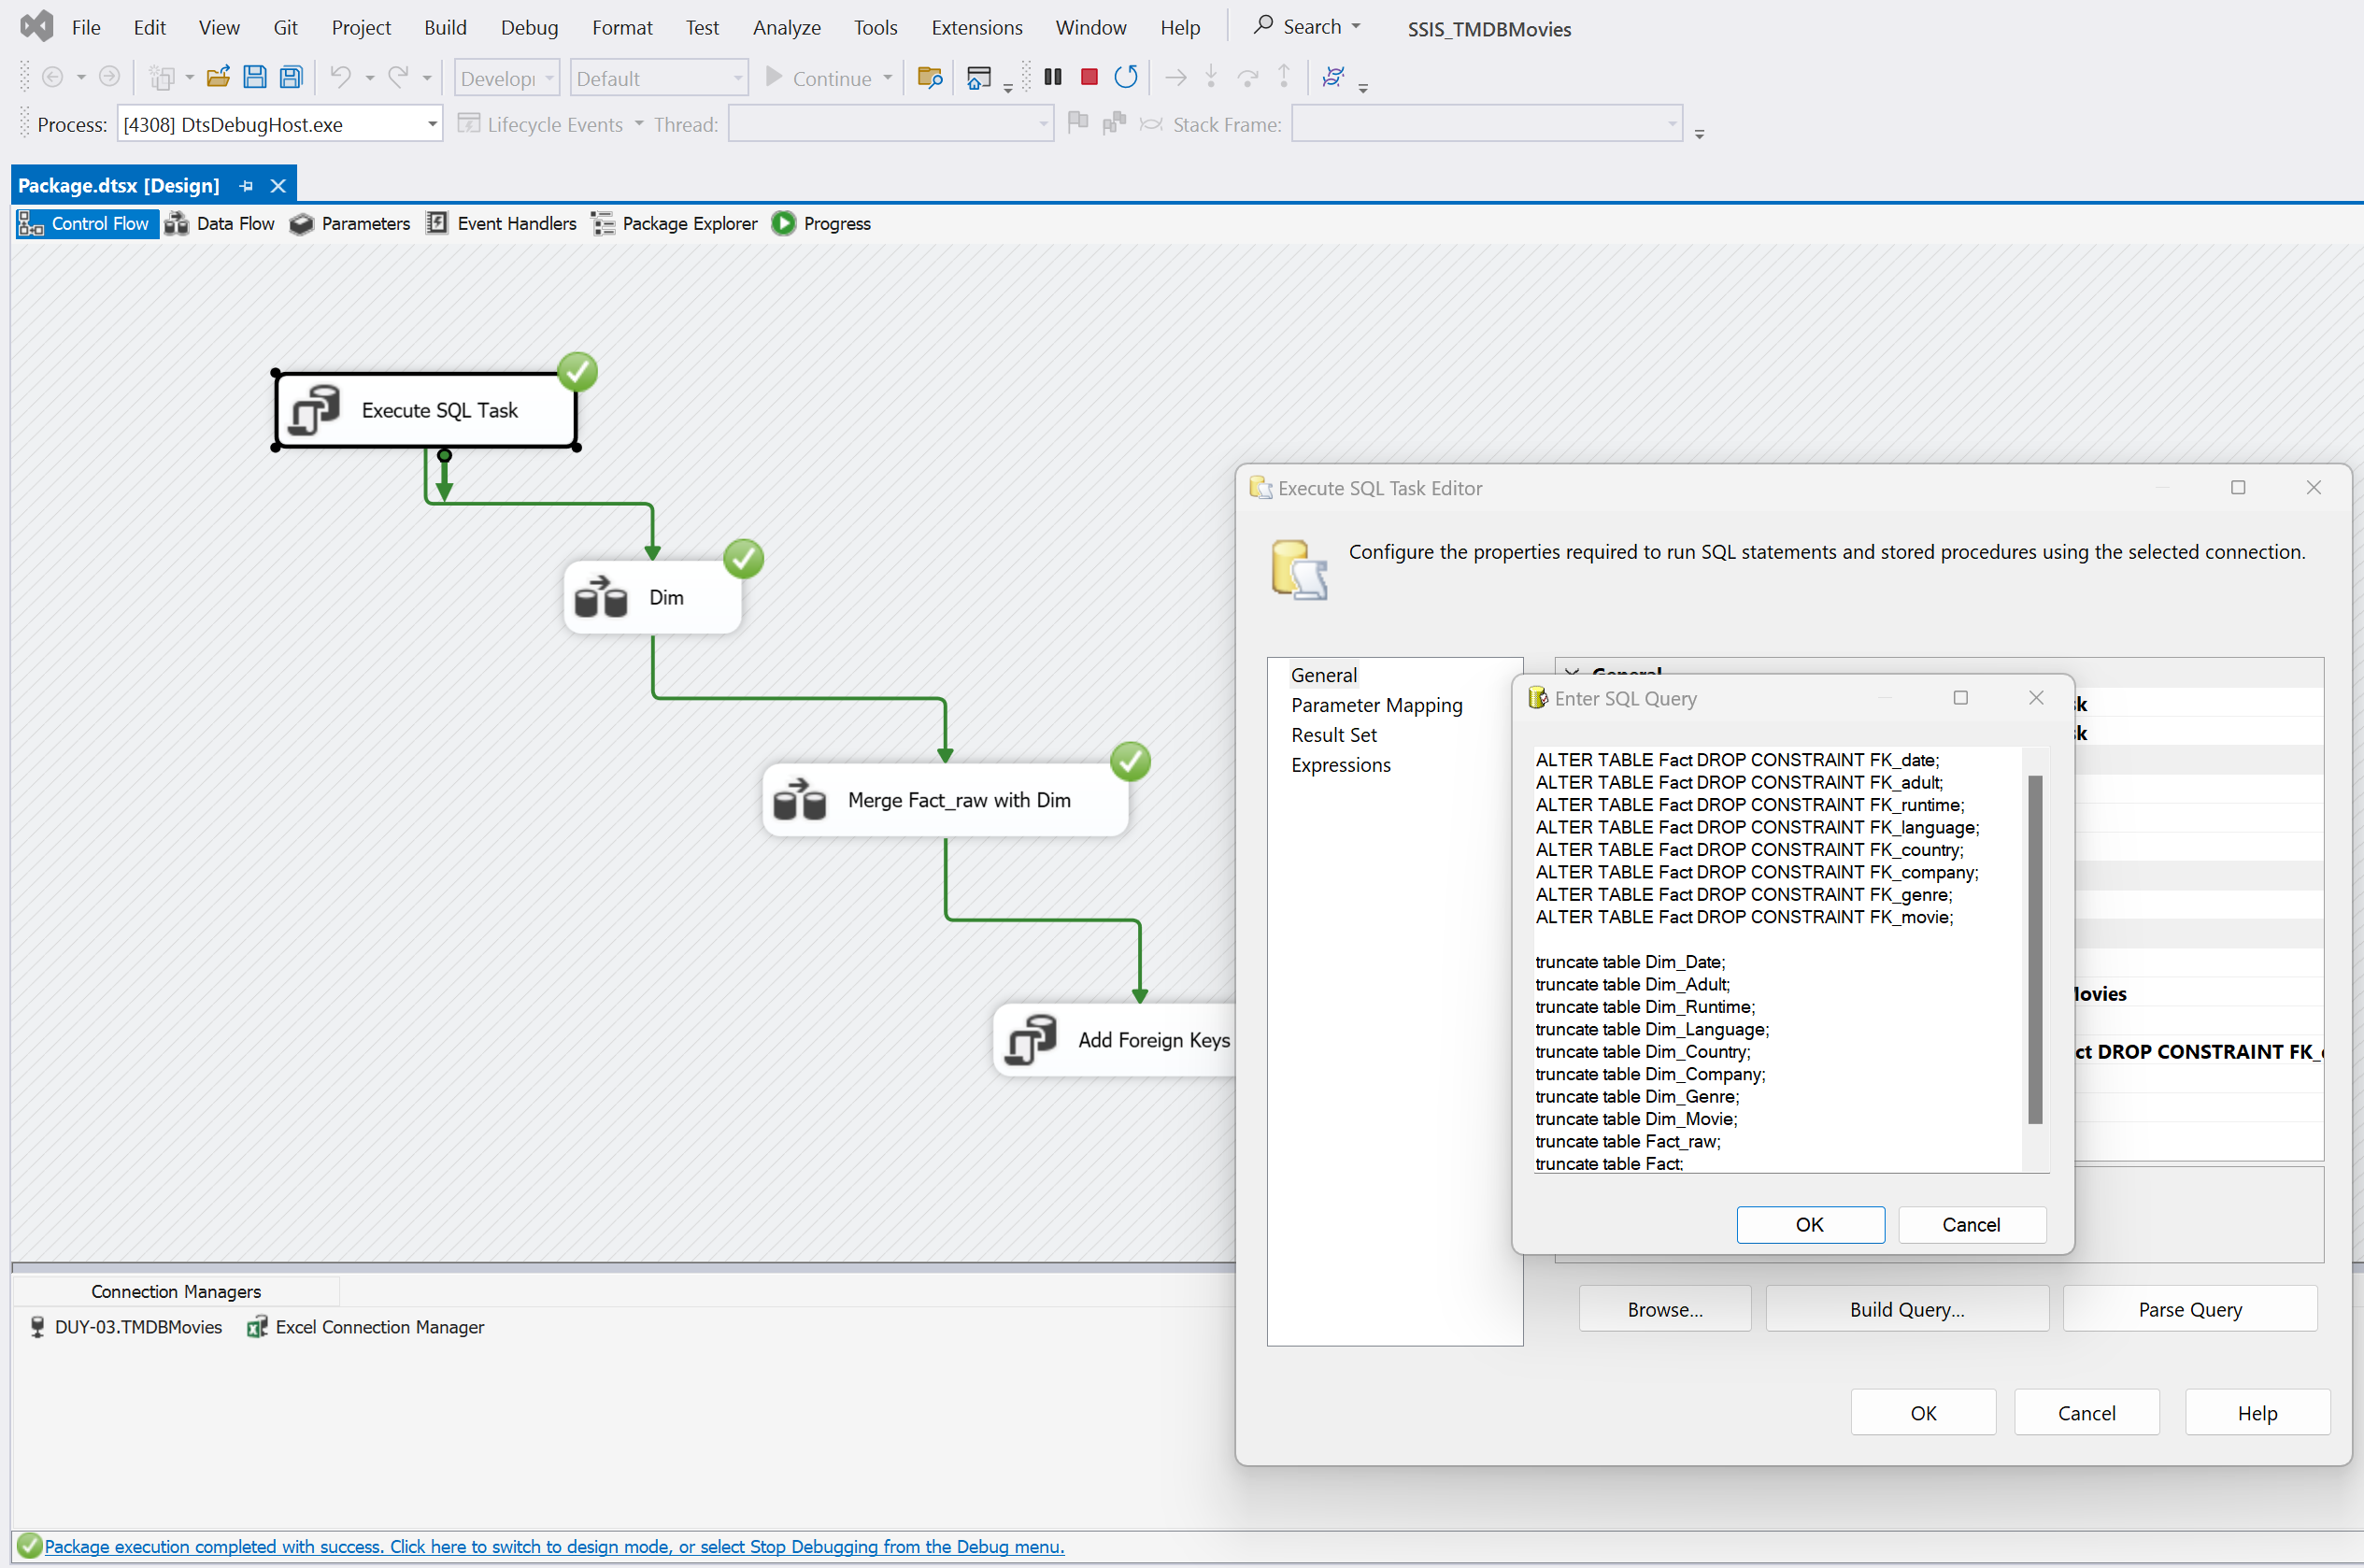 File Edit View Git Project Build Debug Format Test Analyze Tools Extensions Window Help Search SSIS_TMDBMovies
Default Continue
Process: [4308] DtsDebugHost.exe Lifecycle Events Thread: Stack Frame:
Package.dtsx [Design]
Control Flow Data Flow Parameters Event Handlers Package Explorer Progress
Execute SQL Task
Dim
Merge Fact_raw with Dim
Add Foreign Keys
Execute SQL Task Editor
Configure the properties required to run SQL statements and stored procedures using the selected connection.
General
Parameter Mapping
Result Set
Expressions
General
Enter SQL Query
ALTER TABLE Fact DROP CONSTRAINT FK_date;
ALTER TABLE Fact DROP CONSTRAINT FK_adult;
ALTER TABLE Fact DROP CONSTRAINT FK_runtime;
ALTER TABLE Fact DROP CONSTRAINT FK_language;
ALTER TABLE Fact DROP CONSTRAINT FK_country;
ALTER TABLE Fact DROP CONSTRAINT FK_company;
ALTER TABLE Fact DROP CONSTRAINT FK_genre;
ALTER TABLE Fact DROP CONSTRAINT FK_movie;
truncate table Dim_Date;
truncate table Dim_Adult;
truncate table Dim_Runtime;
truncate table Dim_Language;
truncate table Dim_Country;
truncate table Dim_Company;
truncate table Dim_Genre;
truncate table Dim_Movie;
truncate table Fact_raw;
truncate table Fact;
OK Cancel
DROP CONSTRAINT
Browse... Build Query... Parse Query
OK Cancel Help
Connection Managers
DUY-03.TMDBMovies Excel Connection Manager
Package execution completed with success. Click here to switch to design mode, or select Stop Debugging from the Debug menu.